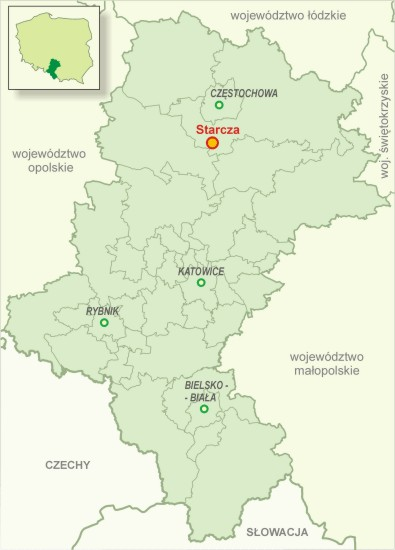 województwo łódzkie
CZĘSTOCHOWA
woj. świętokrzyskie
Starcza
województwo
opolskie
KATOWICE
RYBNIK
województwo
małopolskie
BIELSKO -
- BIAŁA
CZECHY
SŁOWACJA